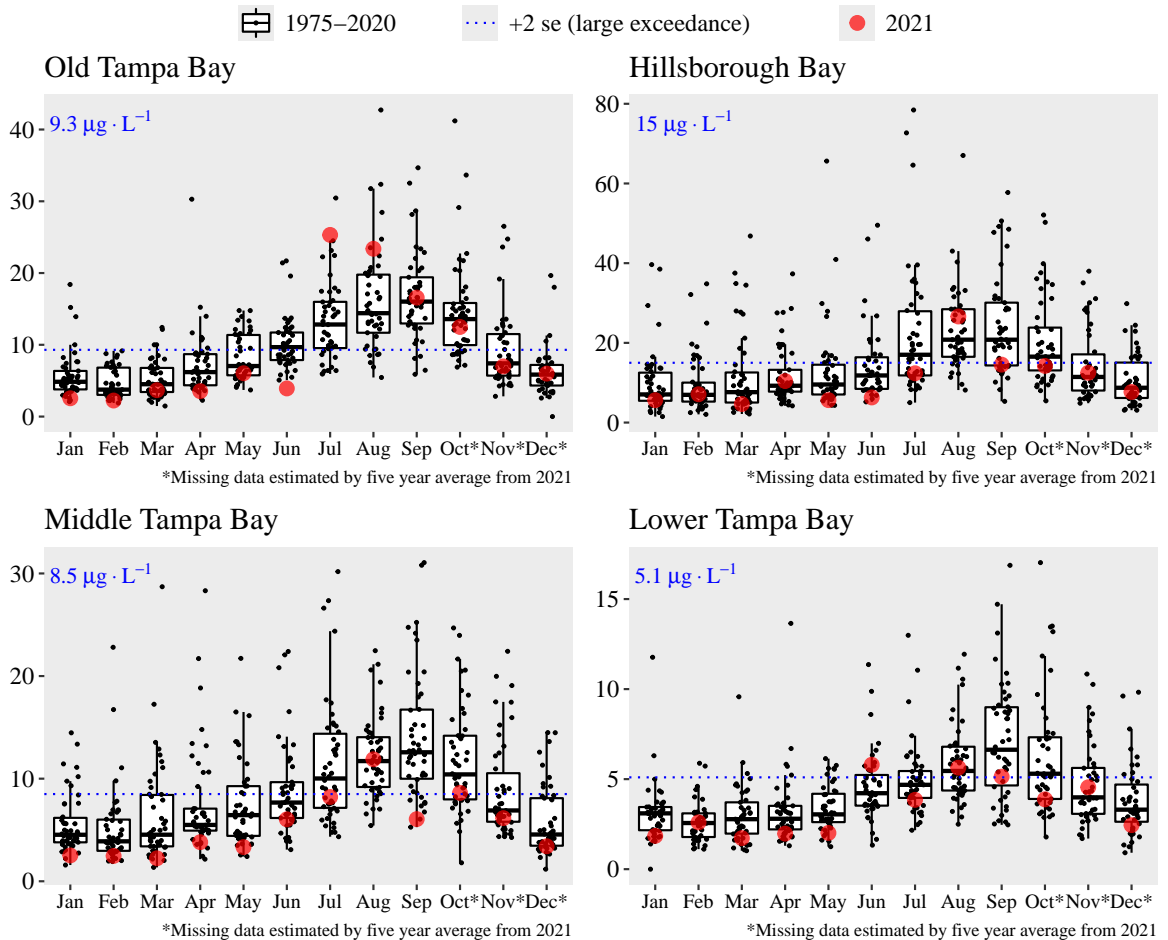 1975–2020 +2 se (large exceedance) 2021
Old Tampa Bay
9.3 μg · L⁻¹
40
30
20
10
0
Jan Feb Mar Apr May Jun Jul Aug Sep Oct* Nov* Dec*
*Missing data estimated by five year average from 2021
Hillsborough Bay
15 μg · L⁻¹
80
60
40
20
0
Jan Feb Mar Apr May Jun Jul Aug Sep Oct* Nov* Dec*
*Missing data estimated by five year average from 2021
Middle Tampa Bay
8.5 μg · L⁻¹
30
20
10
0
Jan Feb Mar Apr May Jun Jul Aug Sep Oct* Nov* Dec*
*Missing data estimated by five year average from 2021
Lower Tampa Bay
5.1 μg · L⁻¹
15
10
5
0
Jan Feb Mar Apr May Jun Jul Aug Sep Oct* Nov* Dec*
*Missing data estimated by five year average from 2021